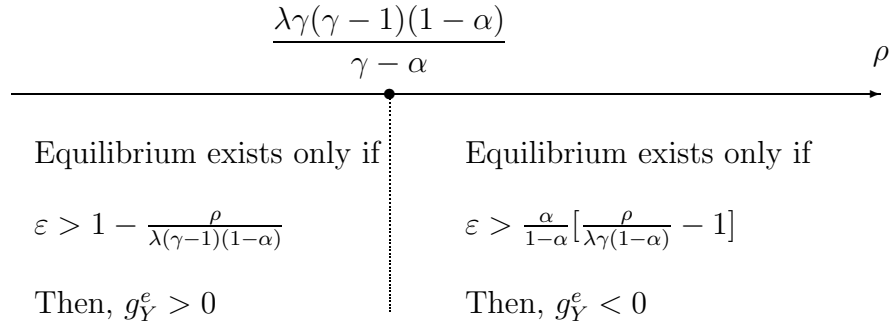 λγ(γ − 1)(1 − α)
γ − α
ρ
Equilibrium exists only if
ε > 1 − ρ/λ(γ−1)(1−α)
Then, g_Y^e > 0
Equilibrium exists only if
ε > α/1−α [ρ/λγ(1−α) − 1]
Then, g_Y^e < 0